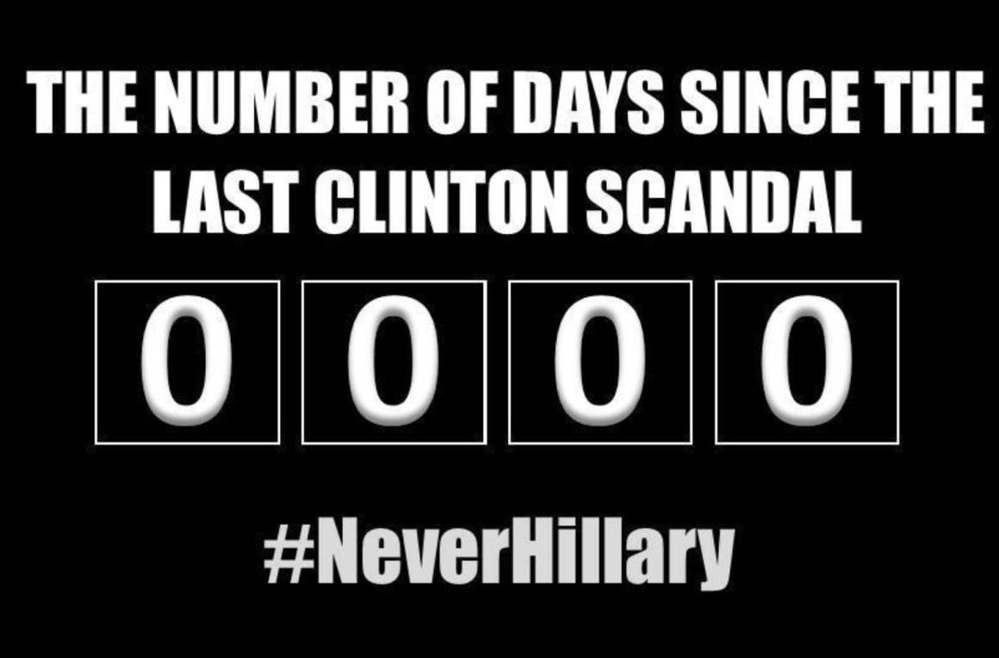 THE NUMBER OF DAYS SINCE THE
LAST CLINTON SCANDAL
0 0 0 0
#NeverHillary